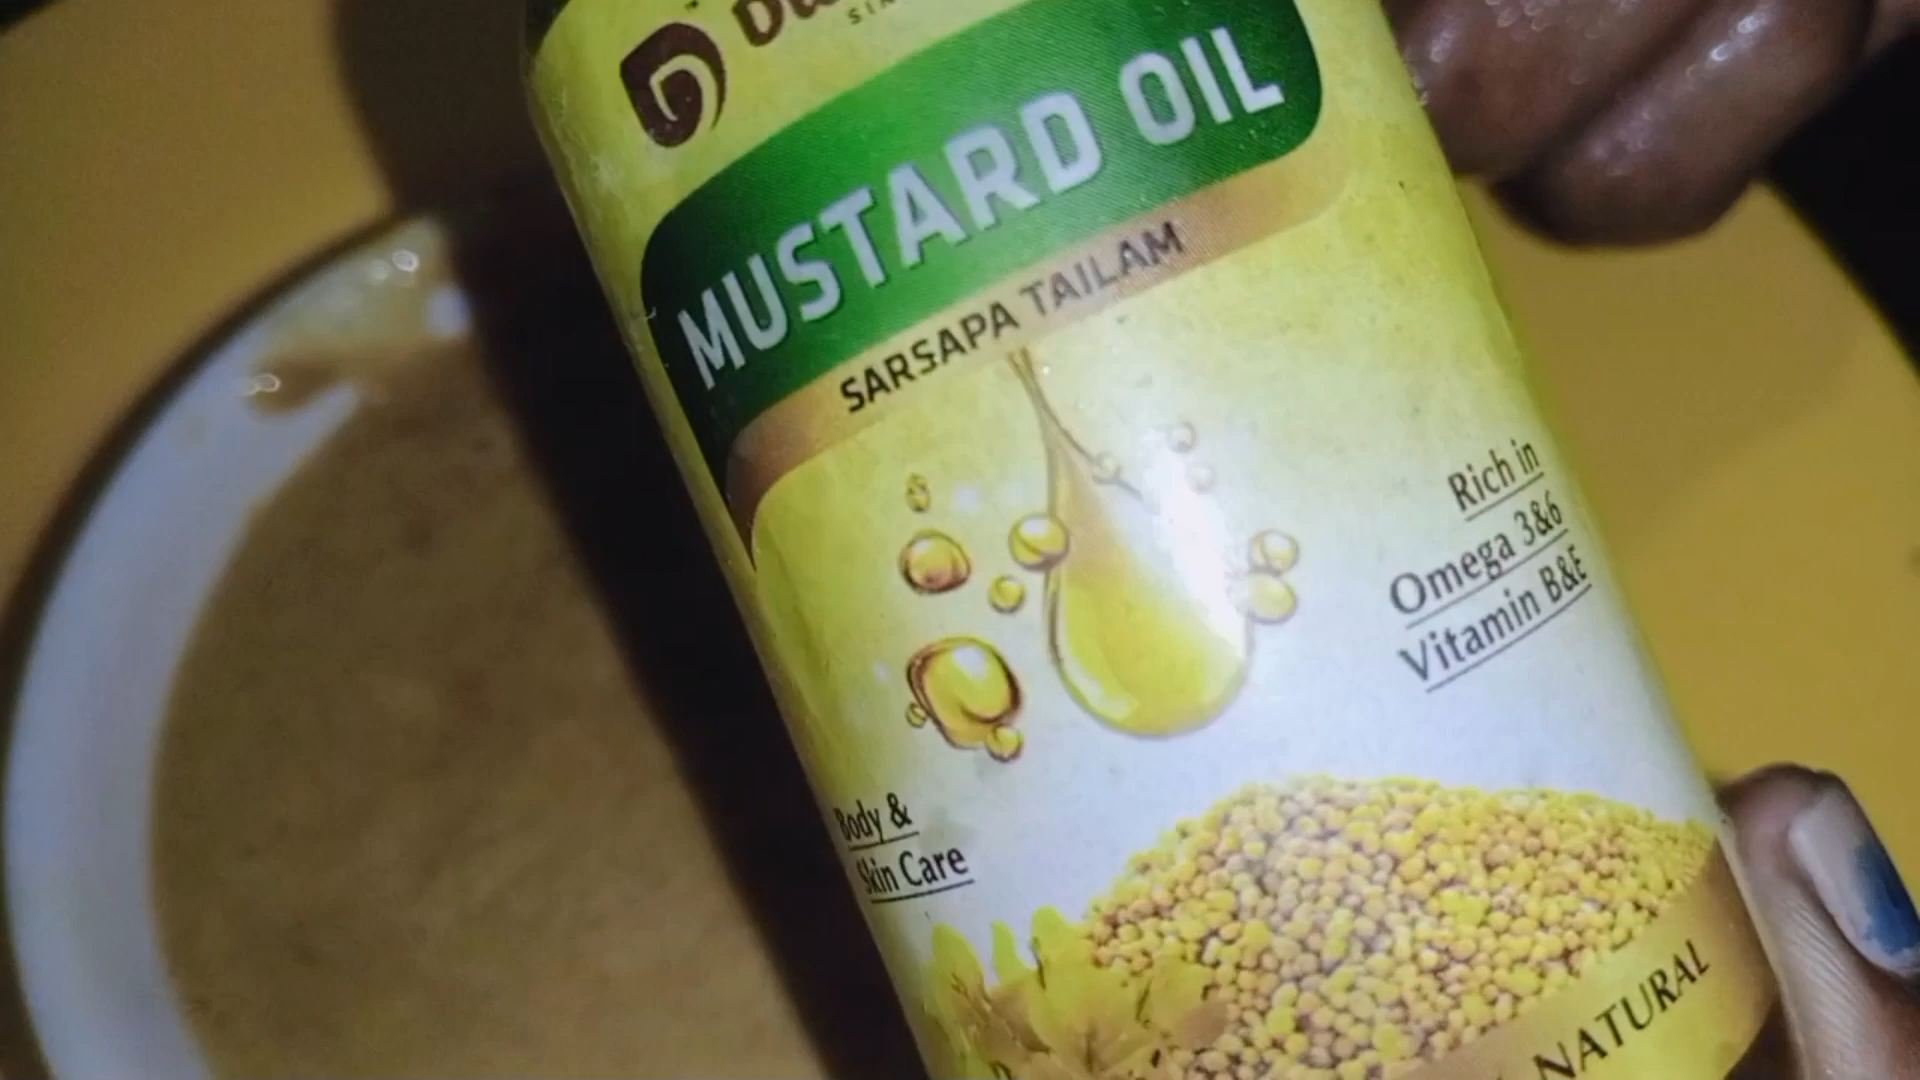 MUSTARD OIL
SARSAPA TAILAM
Rich in
Omega 3&6
Vitamin B&E
Body &
Skin Care
NATURAL